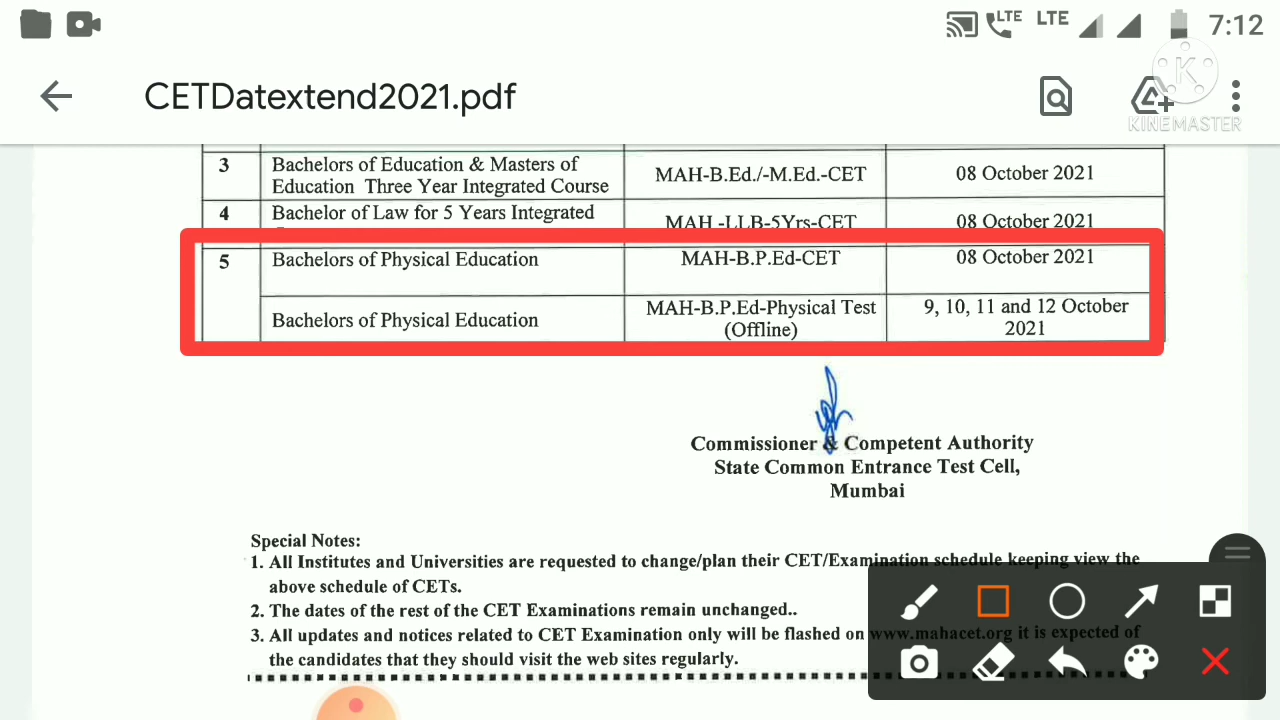 LTE LTE 7:12
CETDatextend2021.pdf
K
KINEMASTER
3 Bachelors of Education & Masters of Education Three Year Integrated Course MAH-B.Ed./-M.Ed.-CET 08 October 2021
4 Bachelor of Law for 5 Years Integrated MAH -LLB-5Yrs-CET 08 October 2021
5 Bachelors of Physical Education MAH-B.P.Ed-CET 08 October 2021
Bachelors of Physical Education MAH-B.P.Ed-Physical Test (Offline) 9, 10, 11 and 12 October 2021
Commissioner & Competent Authority
State Common Entrance Test Cell,
Mumbai
Special Notes:
1. All Institutes and Universities are requested to change/plan their CET/Examination schedule keeping view the
above schedule of CETs.
2. The dates of the rest of the CET Examinations remain unchanged..
3. All updates and notices related to CET Examination only will be flashed on www.mahacet.org it is expected of
the candidates that they should visit the web sites regularly.